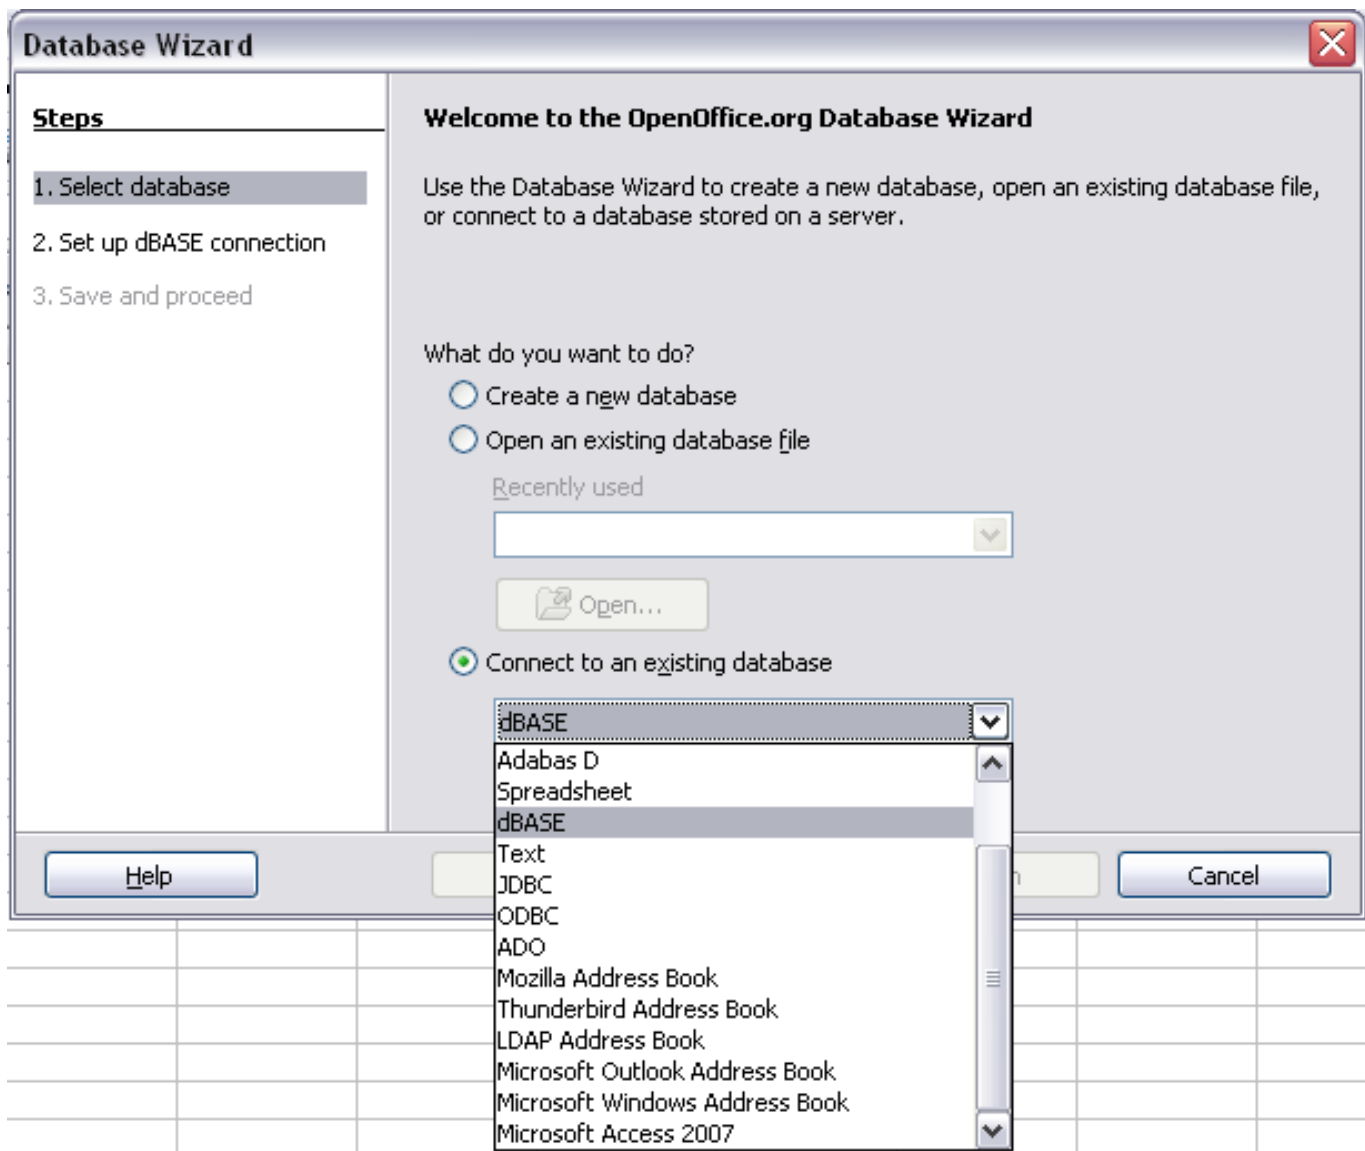 Database Wizard
Steps
1. Select database
2. Set up dBASE connection
3. Save and proceed
Welcome to the OpenOffice.org Database Wizard
Use the Database Wizard to create a new database, open an existing database file,
or connect to a database stored on a server.
What do you want to do?
Create a new database
Open an existing database file
Recently used
Open...
Connect to an existing database
dBASE
Adabas D
Spreadsheet
dBASE
Text
JDBC
ODBC
ADO
Mozilla Address Book
Thunderbird Address Book
LDAP Address Book
Microsoft Outlook Address Book
Microsoft Windows Address Book
Microsoft Access 2007
Help
Cancel